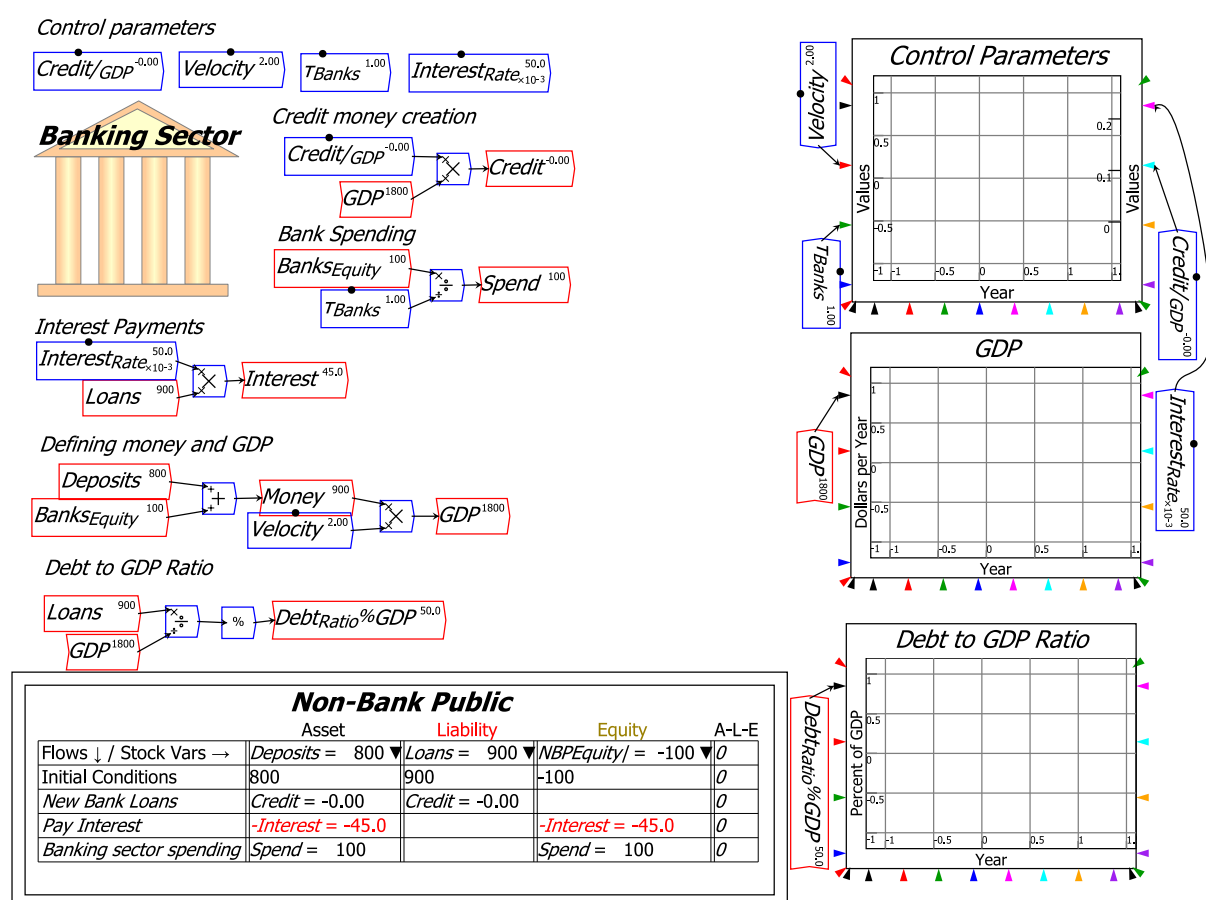 Control parameters
Credit/GDP -0.00
Velocity 2.00
τBanks 1.00
InterestRate 50.0 ×10-3
Banking Sector
Credit money creation
Credit/GDP -0.00
GDP 1800
×
×
×
Credit -0.00
Bank Spending
BanksEquity 100
τBanks 1.00
×
÷
÷
Spend 100
Interest Payments
InterestRate 50.0 ×10-3
Loans 900
×
×
×
Interest 45.0
Defining money and GDP
Deposits 800
BanksEquity 100
+
+
+
Money 900
Velocity 2.00
×
×
×
GDP 1800
Debt to GDP Ratio
Loans 900
GDP 1800
×
÷
÷
%
DebtRatio%GDP 50.0
Non-Bank Public
Asset Liability Equity A-L-E
Flows ↓ / Stock Vars → Deposits = 800 ▼ Loans = 900 ▼ NBPEquity/ = -100 ▼ 0
Initial Conditions 800 900 -100 0
New Bank Loans Credit = -0.00 Credit = -0.00 0
Pay Interest -Interest = -45.0 -Interest = -45.0 0
Banking sector spending Spend = 100 Spend = 100 0
Control Parameters
Velocity 2.00
τBanks 1.00
Values
1
0.5
0
-0.5
-1 -1 -0.5 0 0.5 1 1
0.2
0.1
0
Values
Year
Credit/GDP -0.00
InterestRate 50.0 ×10-3
GDP
GDP 1800
Dollars per Year
1
0.5
0
-0.5
-1 -1 -0.5 0 0.5 1 1
Year
Debt to GDP Ratio
DebtRatio%GDP 50.0
Percent of GDP
1
0.5
0
-0.5
-1 -1 -0.5 0 0.5 1 1
Year